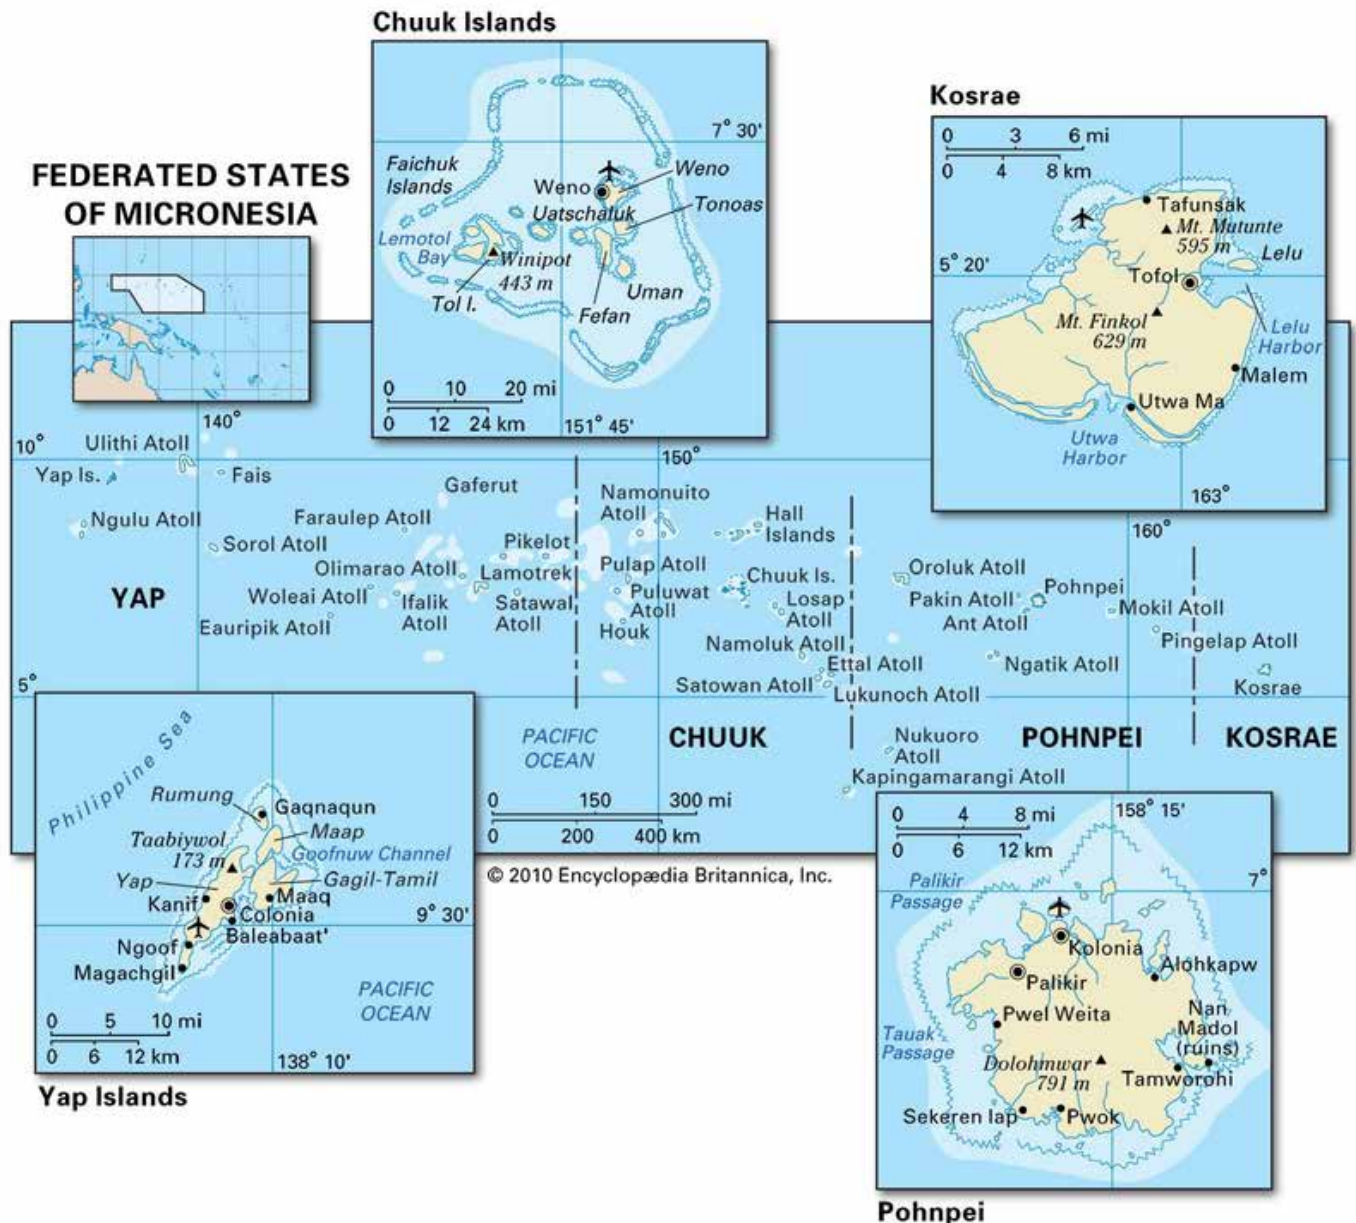 Chuuk Islands
7° 30'
Faichuk
Islands
Weno
Weno
Tonoas
Uatschaluk
Lemotol
Bay
Winipot
443 m
Tol I.
Uman
Fefan
0 10 20 mi
0 12 24 km
151° 45'
Kosrae
0 3 6 mi
0 4 8 km
Tafunsak
Mt. Mutunte
595 m
5° 20'
Lelu
Tofol
Mt. Finkol
629 m
Lelu
Harbor
Malem
Utwa Ma
Utwa
Harbor
163°
FEDERATED STATES
OF MICRONESIA
140°
150°
160°
10°
5°
Ulithi Atoll
Yap Is.
Fais
Ngulu Atoll
Sorol Atoll
Gaferut
Faraulep Atoll
Pikelot
Olimarao Atoll
Lamotrek
Woleai Atoll
Ifalik
Atoll
Satawal
Atoll
Eauripik Atoll
YAP
Namonuito
Atoll
Hall
Islands
Pulap Atoll
Chuuk Is.
Puluwat
Atoll
Losap
Atoll
Houk
Namoluk Atoll
Ettal Atoll
Satowan Atoll
Lukunoch Atoll
CHUUK
Oroluk Atoll
Pakin Atoll
Pohnpei
Ant Atoll
Mokil Atoll
Pingelap Atoll
Ngatik Atoll
Nukuoro
Atoll
Kapingamarangi Atoll
POHNPEI
Kosrae
KOSRAE
PACIFIC
OCEAN
0 150 300 mi
0 200 400 km
© 2010 Encyclopædia Britannica, Inc.
Philippine Sea
Rumung
Gaqnaqun
Maap
Taabiywol
173 m
Goofnuw Channel
Yap
Gagil-Tamil
Kanif
Maaq
Colonia
9° 30'
Baleabaat'
Ngoof
Magachgil
PACIFIC
OCEAN
0 5 10 mi
0 6 12 km
138° 10'
Yap Islands
0 4 8 mi
0 6 12 km
158° 15'
Palikir
Passage
7°
Kolonia
Palikir
Alohkapw
Pwel Weita
Nan
Madol
(ruins)
Tauak
Passage
Dolohmwar
791 m
Tamworohi
Sekeren Iap
Pwok
Pohnpei